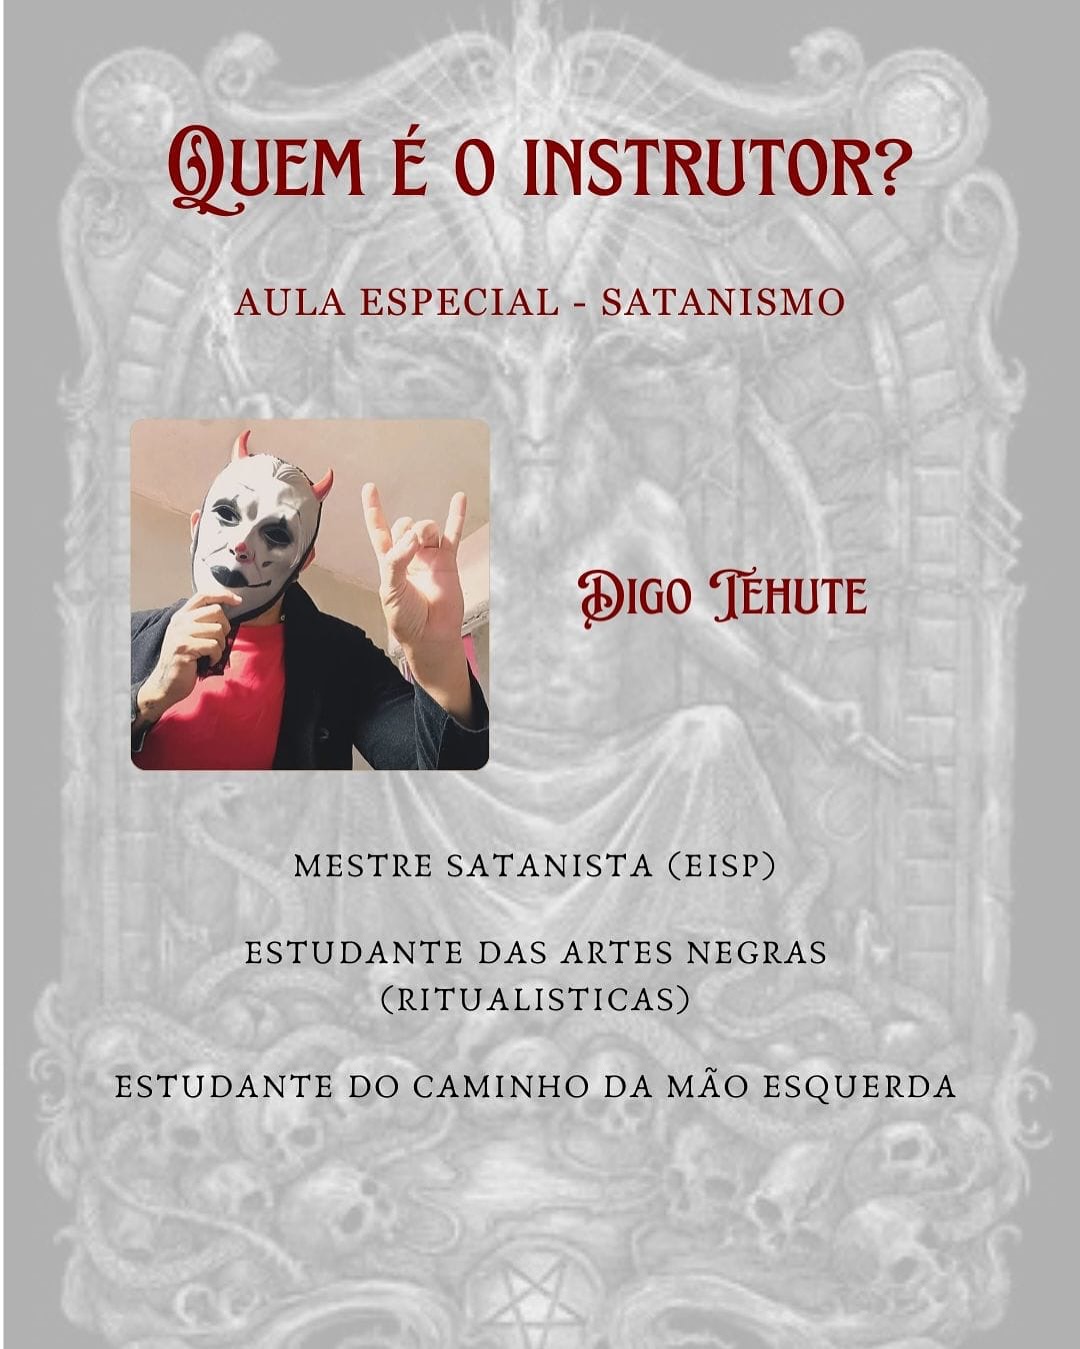 Quem é o instrutor?
AULA ESPECIAL - SATANISMO
Digo Tehute
MESTRE SATANISTA (EISP)
ESTUDANTE DAS ARTES NEGRAS
(RITUALISTICAS)
ESTUDANTE DO CAMINHO DA MÃO ESQUERDA